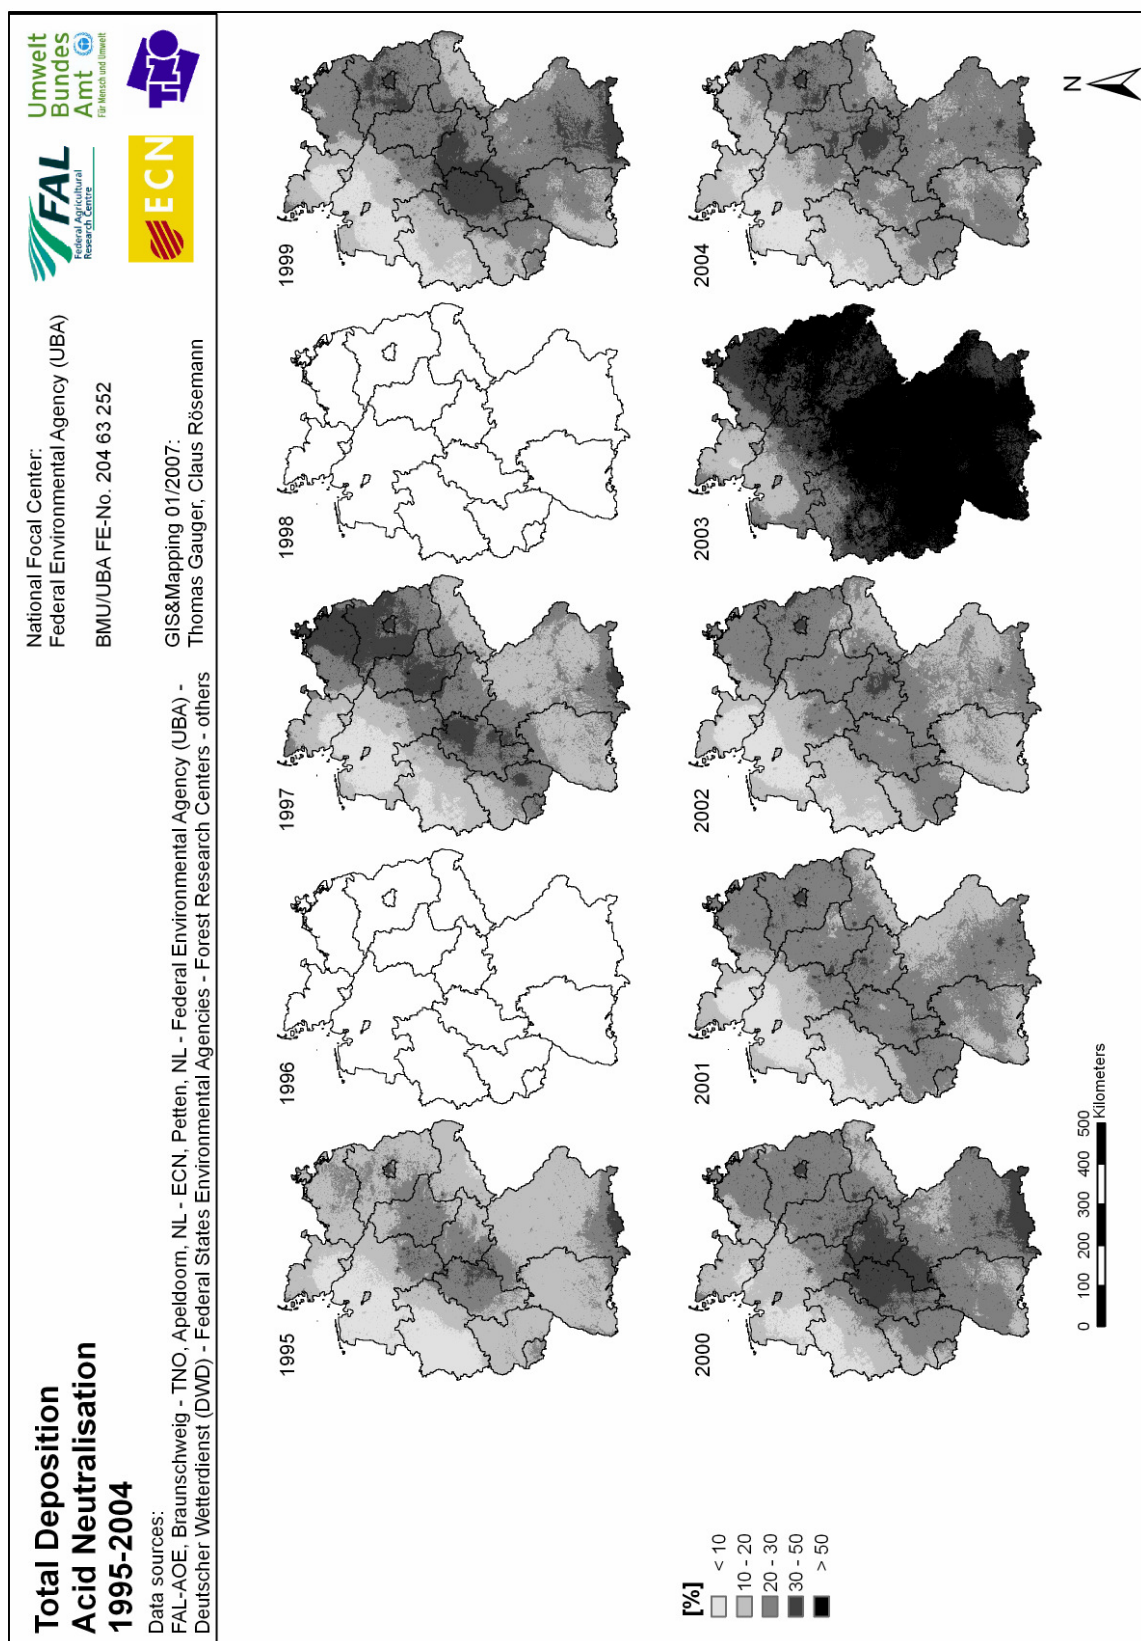 Total Deposition
Acid Neutralisation
1995-2004
Data sources:
FAL-AOE, Braunschweig - TNO, Apeldoorn, NL - ECN, Petten, NL - Federal Environmental Agency (UBA) -
Deutscher Wetterdienst (DWD) - Federal States Environmental Agencies - Forest Research Centers - others
National Focal Center:
Federal Environmental Agency (UBA)
BMU/UBA FE-No. 204 63 252
GIS&Mapping 01/2007:
Thomas Gauger, Claus Rösemann
FAL
Federal Agricultural
Research Centre
Umwelt
Bundes
Amt
Für Mensch und Umwelt
ECN
TNO
1995
1996
1997
1998
1999
2000
2001
2002
2003
2004
[%]
< 10
10 - 20
20 - 30
30 - 50
> 50
0 100 200 300 400 500
Kilometers
N